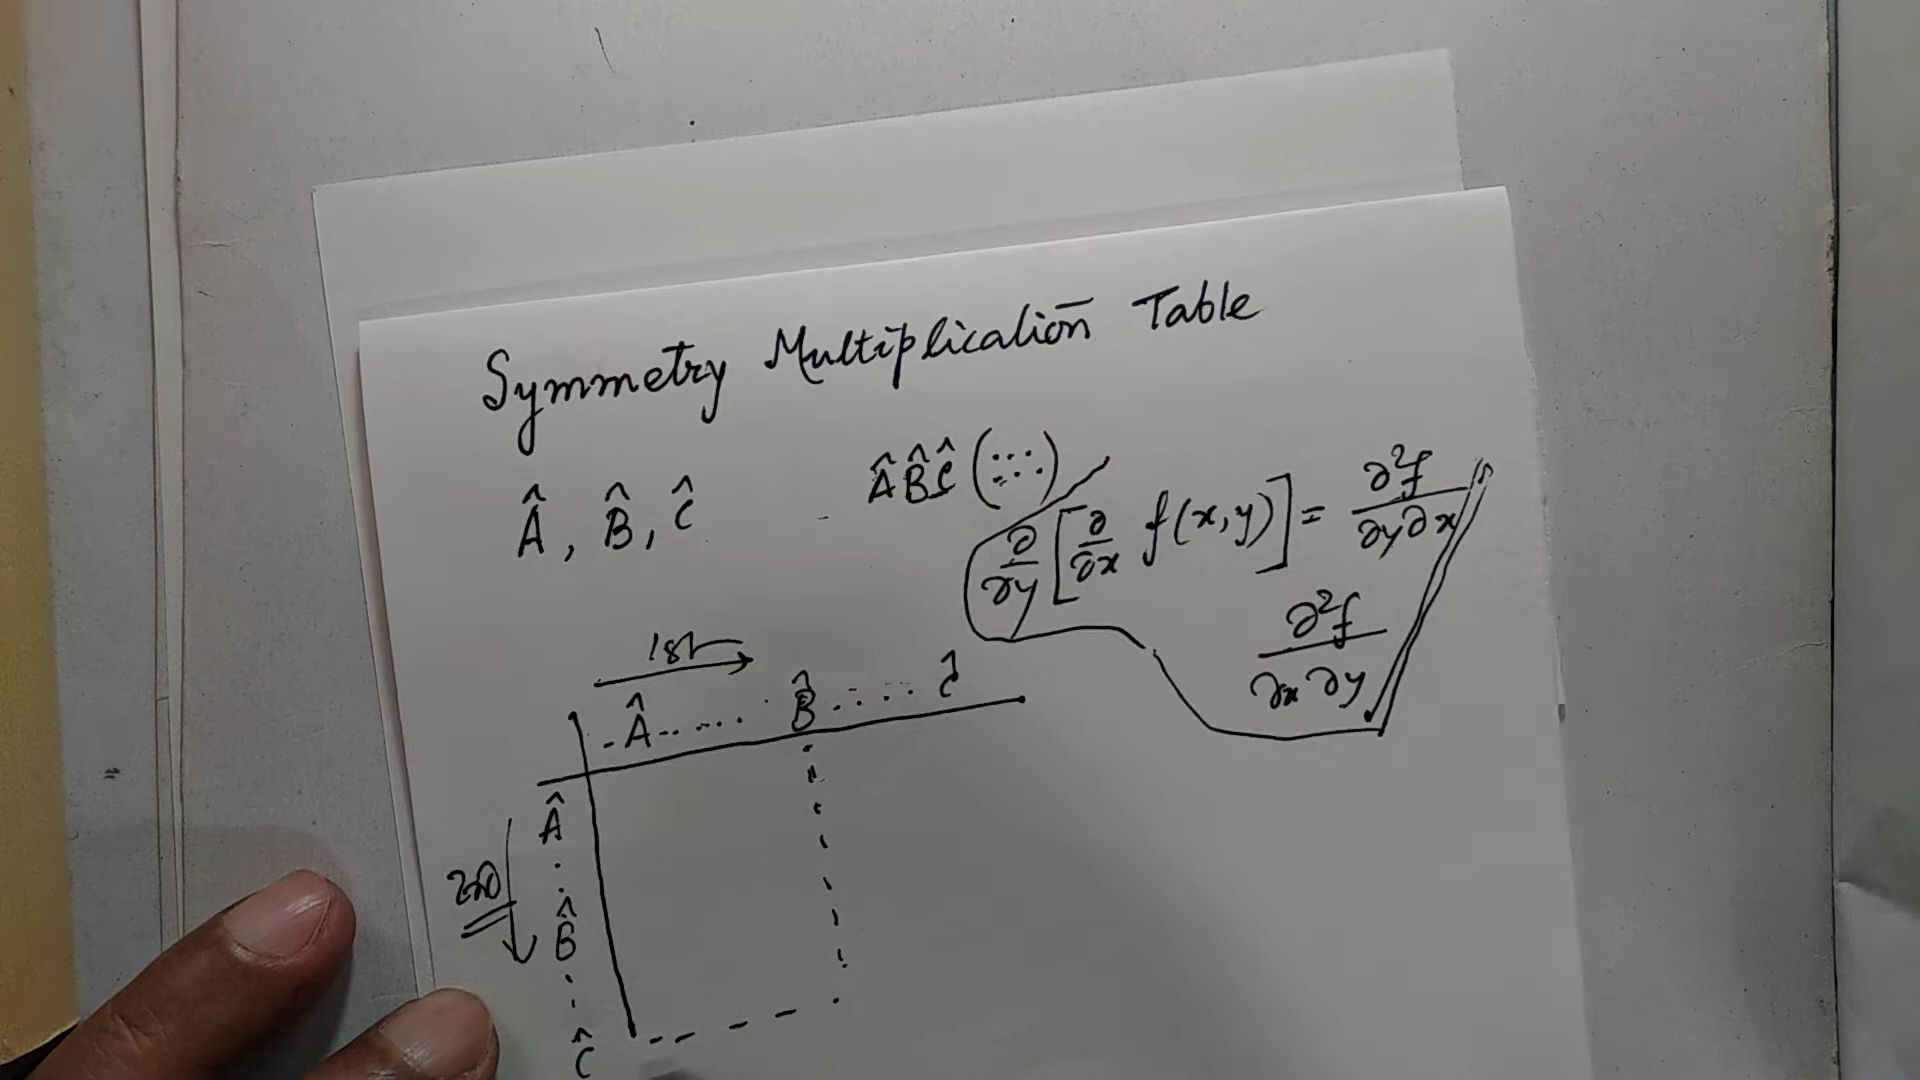 Symmetry Multiplication Table
Â, B̂, Ĉ
ÂB̂Ĉ (:::)
∂/∂y [∂/∂x f(x,y)] = ∂²f/∂y∂x
∂²f/∂x∂y
1st
Â ..... B̂ ..... Ĉ
Â
2nd
B̂
Ĉ